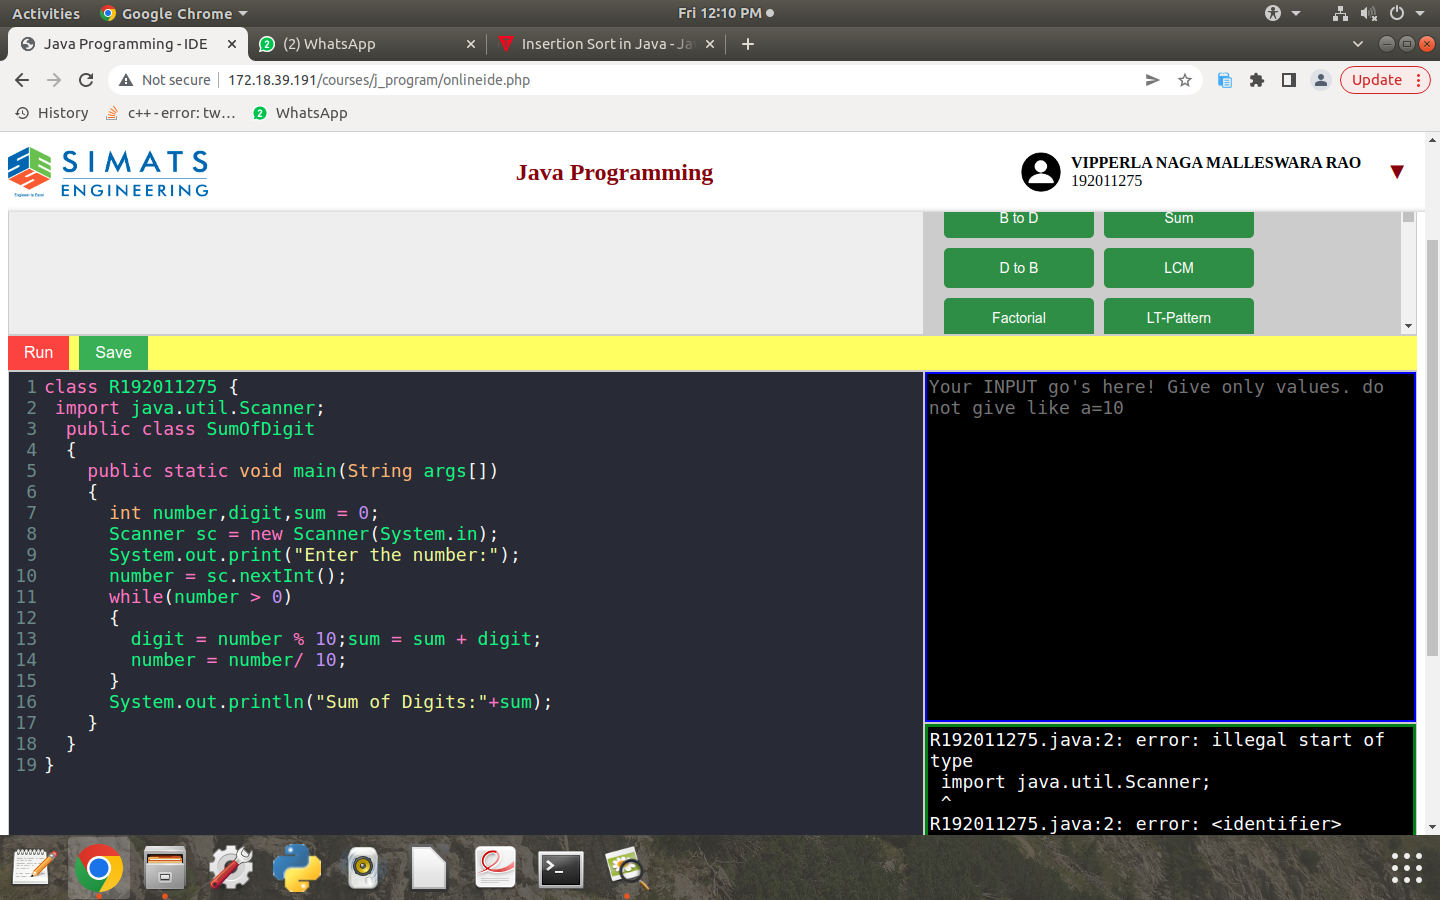 Activities Google Chrome Fri 12:10 PM
Java Programming - IDE (2) WhatsApp Insertion Sort in Java - Ja
Not secure 172.18.39.191/courses/j_program/onlineide.php Update
History c++ - error: tw… WhatsApp
SIMATS
ENGINEERING
Java Programming
VIPPERLA NAGA MALLESWARA RAO
192011275
B to D Sum
D to B LCM
Factorial LT-Pattern
Run Save
1 class R192011275 {
2 import java.util.Scanner;
3 public class SumOfDigit
4 {
5 public static void main(String args[])
6 {
7 int number,digit,sum = 0;
8 Scanner sc = new Scanner(System.in);
9 System.out.print("Enter the number:");
10 number = sc.nextInt();
11 while(number > 0)
12 {
13 digit = number % 10;sum = sum + digit;
14 number = number/ 10;
15 }
16 System.out.println("Sum of Digits:"+sum);
17 }
18 }
19 }
Your INPUT go's here! Give only values. do
not give like a=10
R192011275.java:2: error: illegal start of
type
import java.util.Scanner;
^
R192011275.java:2: error: <identifier>